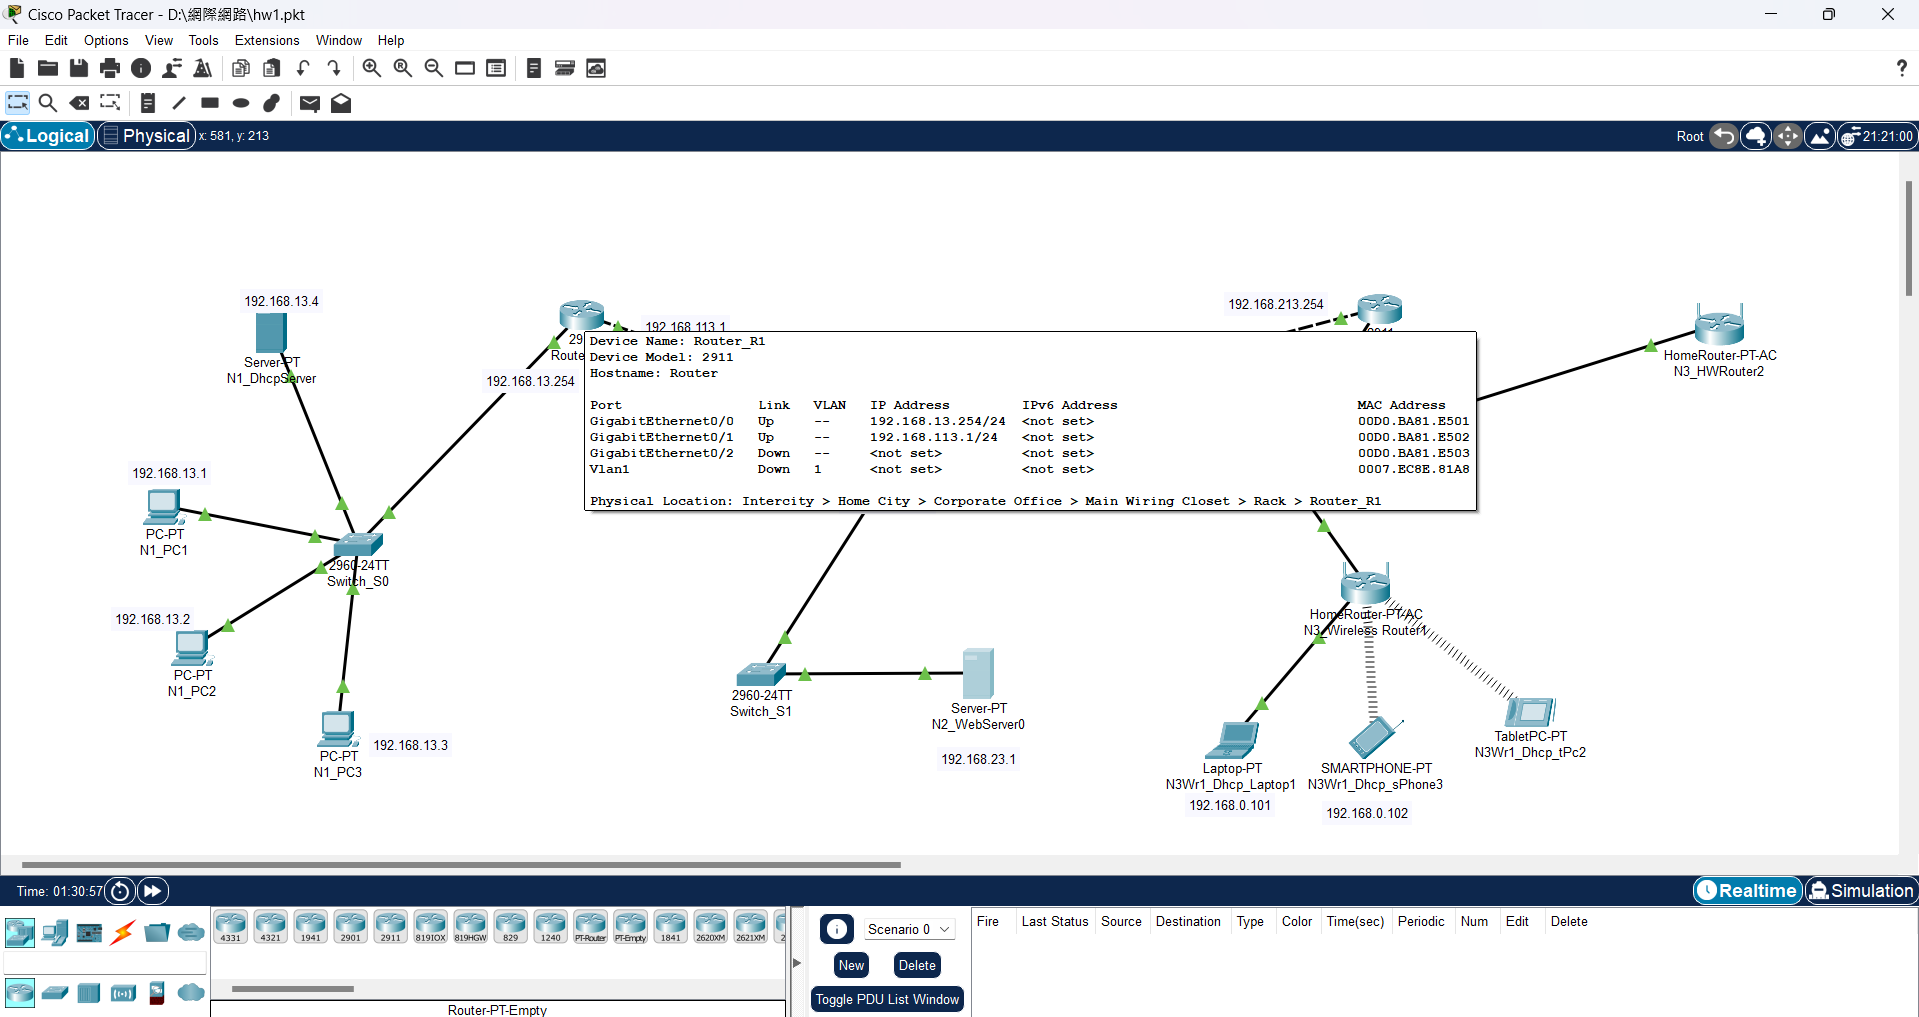 Cisco Packet Tracer - D:\網際網路\hw1.pkt
File Edit Options View Tools Extensions Window Help
?
Logical Physical x: 581, y: 213 Root 21:21:00
192.168.13.4
Server-PT
N1_DhcpServer
192.168.13.254
192.168.113.1
192.168.213.254
HomeRouter-PT-AC
N3_HWRouter2
Device Name: Router_R1
Device Model: 2911
Hostname: Router
Port Link VLAN IP Address IPv6 Address MAC Address
GigabitEthernet0/0 Up -- 192.168.13.254/24 <not set> 00D0.BA81.E501
GigabitEthernet0/1 Up -- 192.168.113.1/24 <not set> 00D0.BA81.E502
GigabitEthernet0/2 Down -- <not set> <not set> 00D0.BA81.E503
Vlan1 Down 1 <not set> <not set> 0007.EC8E.81A8
Physical Location: Intercity > Home City > Corporate Office > Main Wiring Closet > Rack > Router_R1
192.168.13.1
PC-PT
N1_PC1
2960-24TT
Switch_S0
192.168.13.2
PC-PT
N1_PC2
192.168.13.3
PC-PT
N1_PC3
2960-24TT
Switch_S1
Server-PT
N2_WebServer0
192.168.23.1
HomeRouter-PT-AC
N3_Wireless Router1
Laptop-PT
N3Wr1_Dhcp_Laptop1
192.168.0.101
SMARTPHONE-PT
N3Wr1_Dhcp_sPhone3
192.168.0.102
TabletPC-PT
N3Wr1_Dhcp_tPc2
Time: 01:30:57 Realtime Simulation
4331 4321 1941 2901 2911 819IOX 819HGW 829 1240 PT-Router PT-Empty 1841 2620XM 2621XM
Router-PT-Empty
Scenario 0
New Delete
Toggle PDU List Window
Fire Last Status Source Destination Type Color Time(sec) Periodic Num Edit Delete